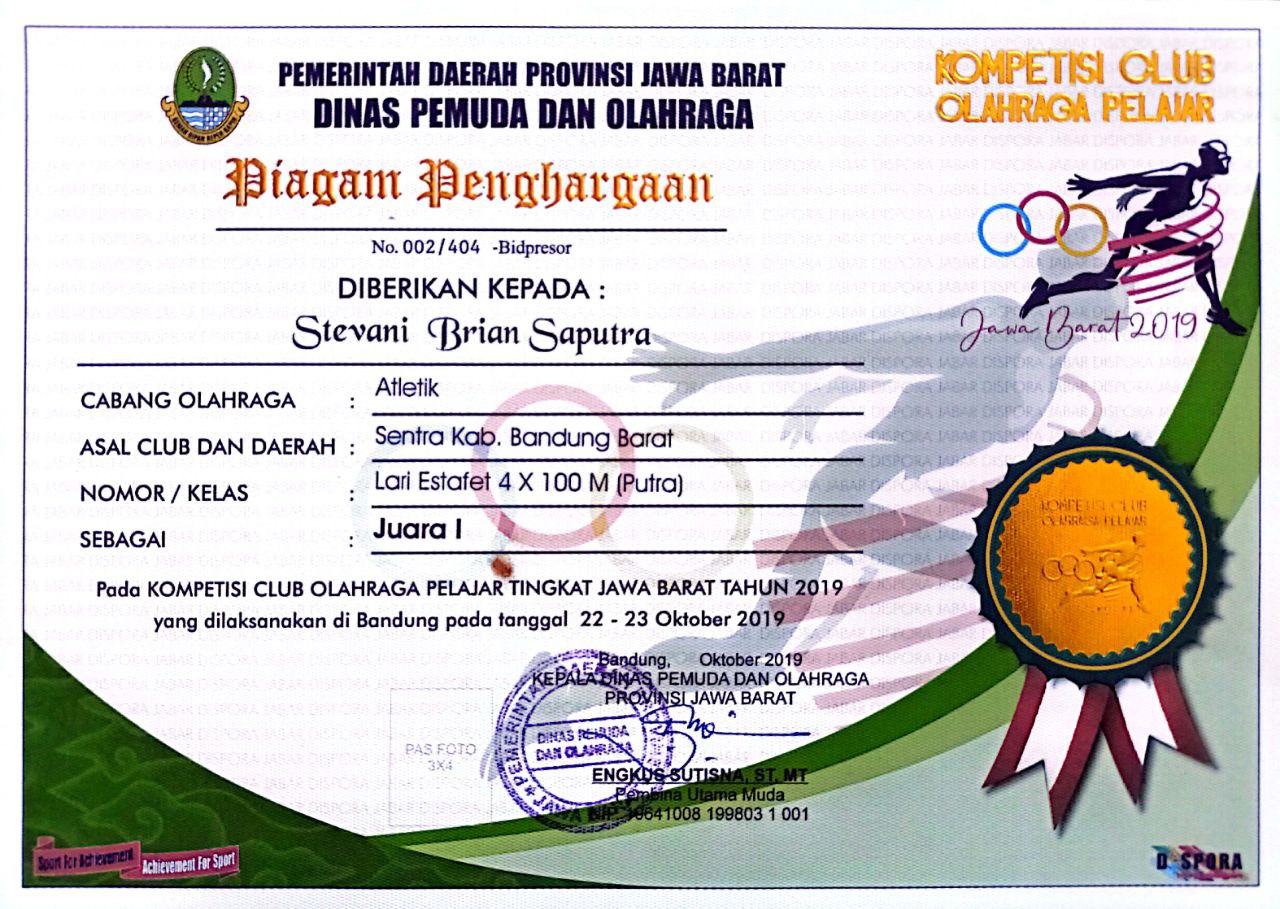 PEMERINTAH DAERAH PROVINSI JAWA BARAT
DINAS PEMUDA DAN OLAHRAGA
KOMPETISI CLUB
OLAHRAGA PELAJAR
Piagam Penghargaan
No. 002/404 -Bidpresor
Jawa Barat 2019
DIBERIKAN KEPADA :
Stevani Brian Saputra
CABANG OLAHRAGA : Atletik
ASAL CLUB DAN DAERAH : Sentra Kab. Bandung Barat
NOMOR / KELAS : Lari Estafet 4 X 100 M (Putra)
SEBAGAI Juara I
KOMPETISI CLUB
OLAHRAGA PELAJAR
Pada KOMPETISI CLUB OLAHRAGA PELAJAR TINGKAT JAWA BARAT TAHUN 2019
yang dilaksanakan di Bandung pada tanggal 22 - 23 Oktober 2019
Bandung, Oktober 2019
KEPALA DINAS PEMUDA DAN OLAHRAGA
PROVINSI JAWA BARAT
PAS FOTO
3X4
DINAS PEMUDA
DAN OLAHRAGA
ENGKUS SUTISNA, ST, MT
Pembina Utama Muda
NIP. 19641008 199803 1 001
Sport For Achievement
Achievement For Sport
DISPORA